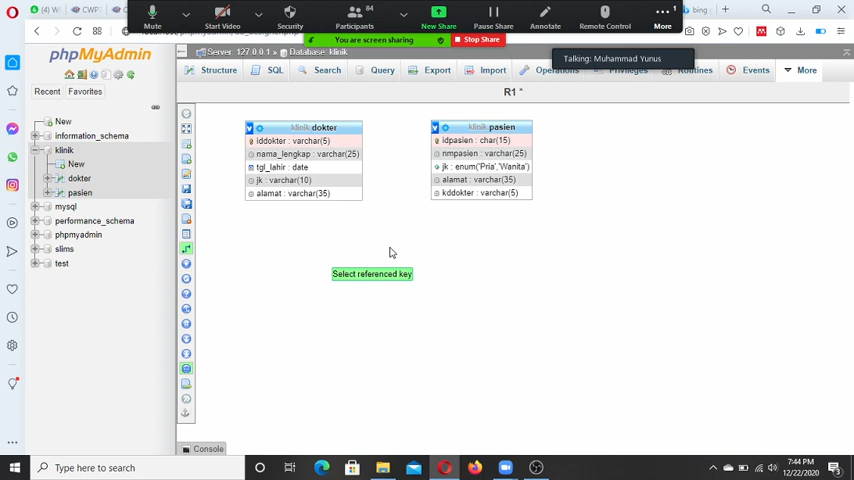 Mute
Start Video
Security
Participants
84
New Share
Pause Share
Annotate
Remote Control
More
1
You are screen sharing
Stop Share
Talking: Muhammad Yunus
CWP
bing
phpMyAdmin
Recent
Favorites
New
information_schema
klinik
New
dokter
pasien
mysql
performance_schema
phpmyadmin
slims
test
Server: 127.0.0.1 » Database: klinik
Structure
SQL
Search
Query
Export
Import
Operations
Privileges
Routines
Events
More
R1 *
klinik dokter
iddokter : char(5)
nama_lengkap : varchar(25)
tgl_lahir : date
jk : varchar(10)
alamat : varchar(35)
klinik pasien
idpasien : char(15)
nmpasien : varchar(25)
jk : enum('Pria','Wanita')
alamat : varchar(35)
kddokter : varchar(5)
Select referenced key
Console
Type here to search
7:44 PM
12/22/2020
3